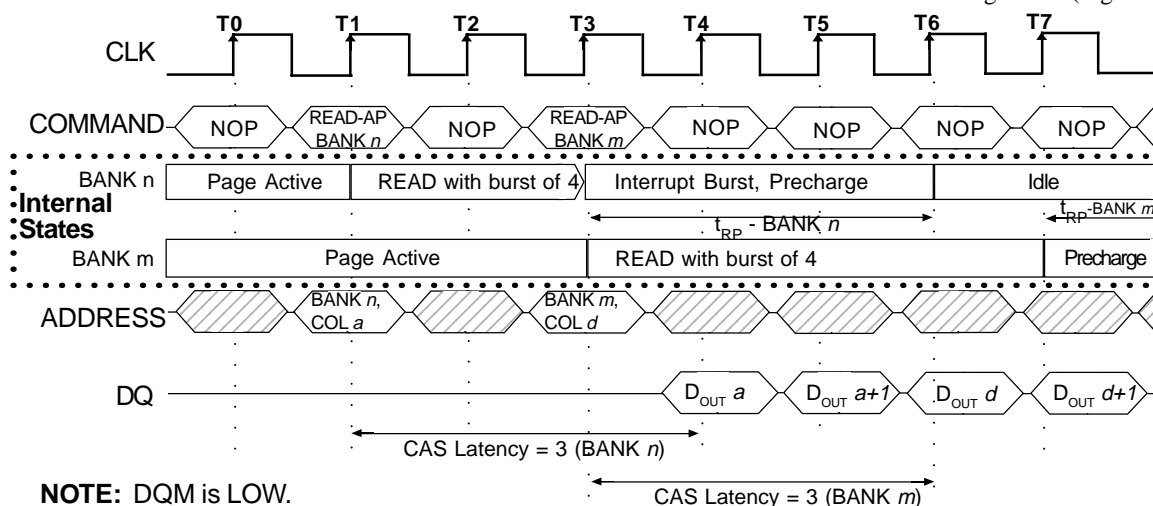 T0 T1 T2 T3 T4 T5 T6 T7
CLK
COMMAND NOP READ-AP BANK n NOP READ-AP BANK m NOP NOP NOP NOP
BANK n Page Active READ with burst of 4 Interrupt Burst, Precharge Idle
Internal States
tRP - BANK n tRP-BANK m
BANK m Page Active READ with burst of 4 Precharge
ADDRESS BANK n, COL a BANK m, COL d
DQ DOUT a DOUT a+1 DOUT d DOUT d+1
CAS Latency = 3 (BANK n)
NOTE: DQM is LOW.
CAS Latency = 3 (BANK m)